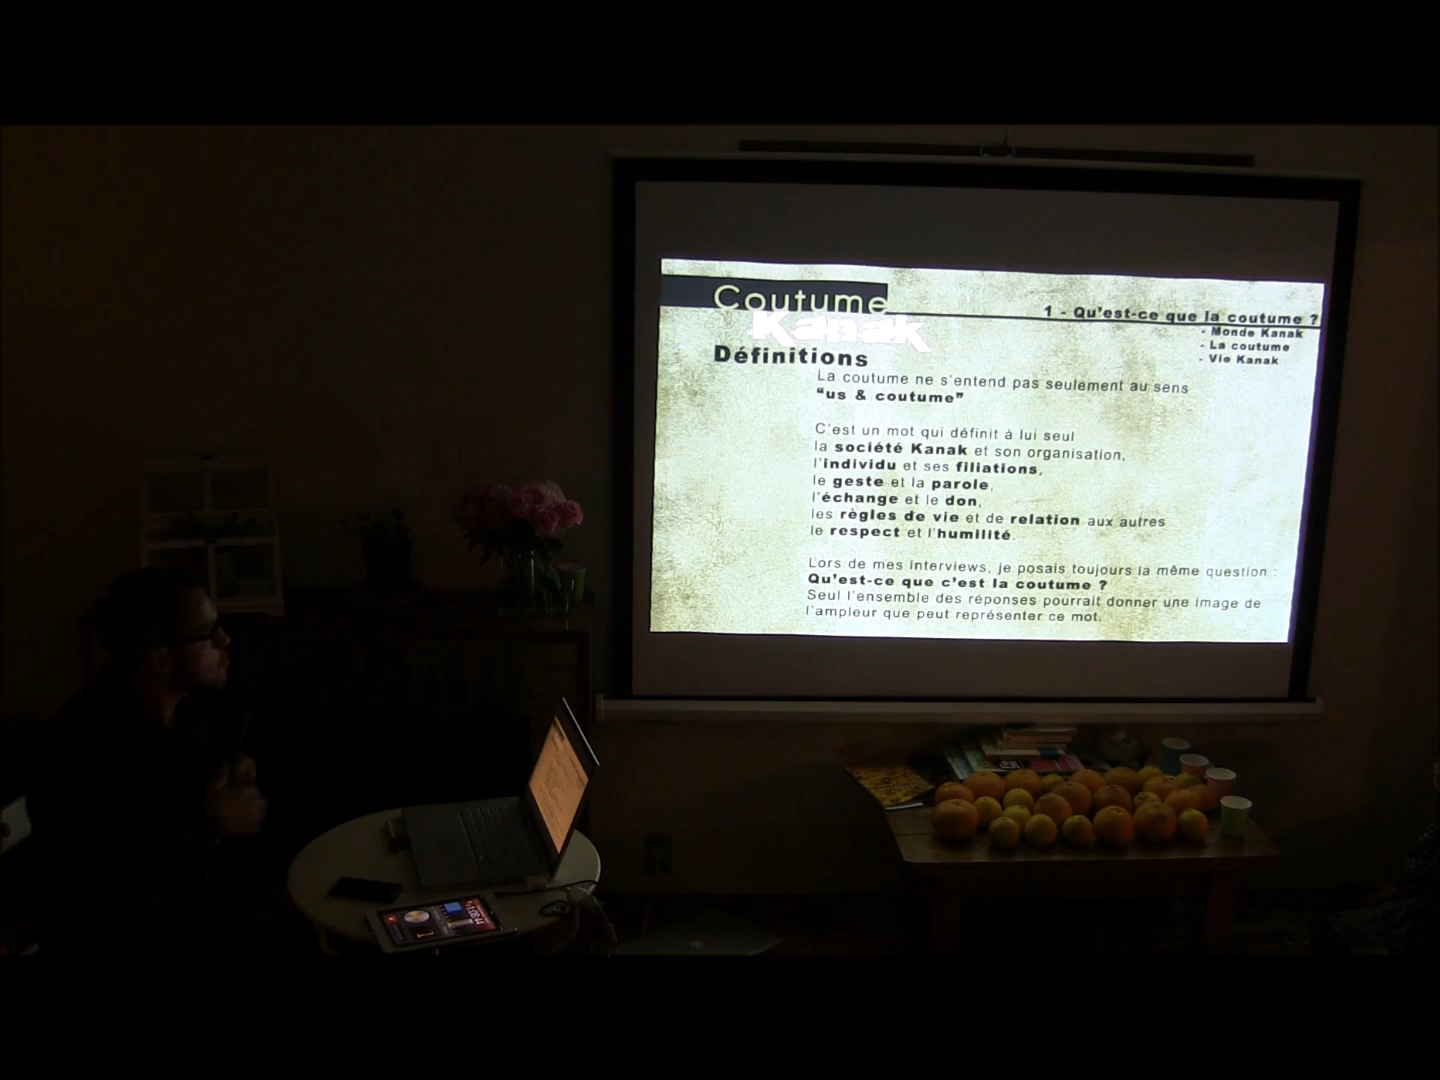 Coutume
Kanak
1 - Qu'est-ce que la coutume ?
- Monde Kanak
- La coutume
- Vie Kanak
Définitions
La coutume ne s'entend pas seulement au sens
“us & coutume”
C'est un mot qui définit à lui seul
la société Kanak et son organisation,
l'individu et ses filiations,
le geste et la parole,
l'échange et le don,
les règles de vie et de relation aux autres
le respect et l'humilité.
Lors de mes interviews, je posais toujours la même question :
Qu'est-ce que c'est la coutume ?
Seul l'ensemble des réponses pourrait donner une image de
l'ampleur que peut représenter ce mot.